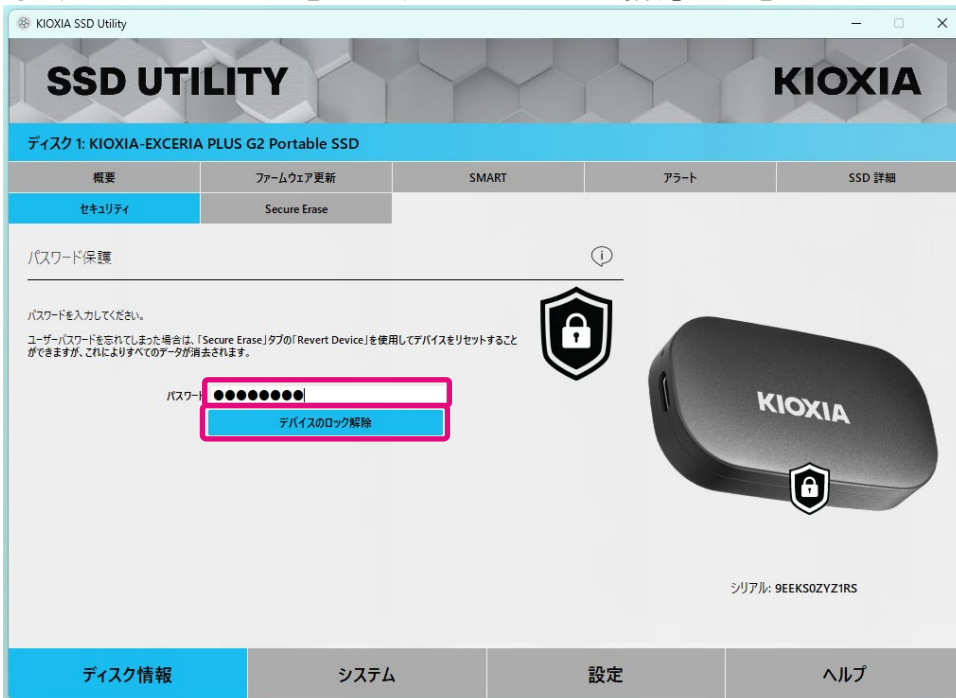 KIOXIA SSD Utility
SSD UTILITY
KIOXIA
ディスク 1: KIOXIA-EXCERIA PLUS G2 Portable SSD
概要
ファームウェア更新
SMART
アラート
SSD 詳細
セキュリティ
Secure Erase
パスワード保護
パスワードを入力してください。
ユーザーパスワードを忘れてしまった場合は、「Secure Erase」タブの「Revert Device」を使用してデバイスをリセットすること
ができますが、これによりすべてのデータが消去されます。
パスワード
デバイスのロック解除
KIOXIA
シリアル: 9EEKS0ZYZ1RS
ディスク情報
システム
設定
ヘルプ